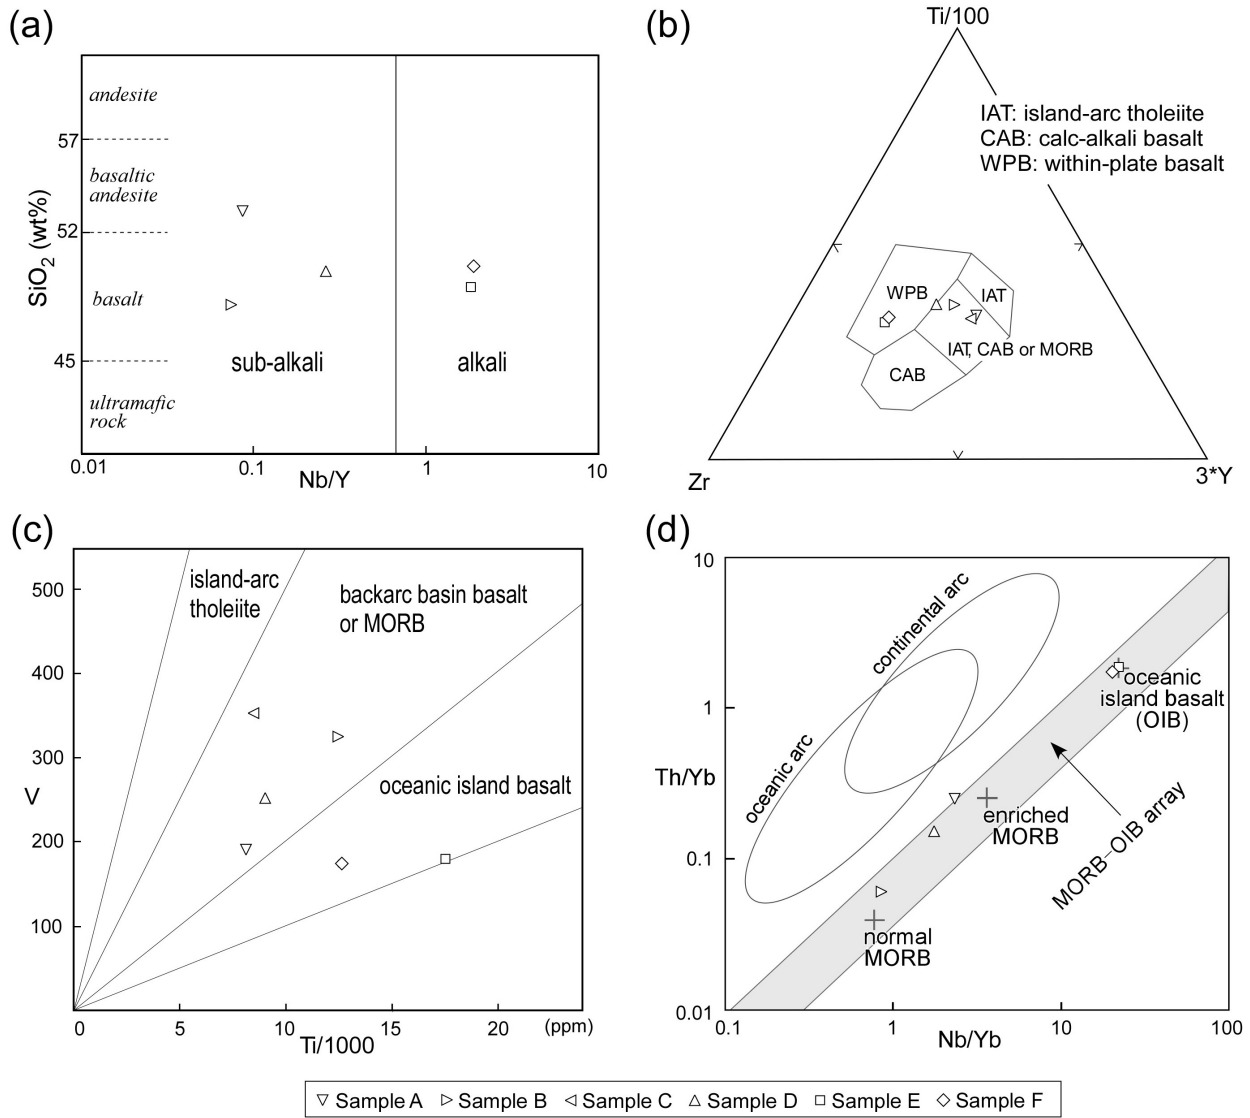 (a)
andesite
57
basaltic
andesite
52
SiO2 (wt%)
basalt
45
sub-alkali
alkali
ultramafic
rock
0.01
0.1
1
10
Nb/Y
(b)
Ti/100
IAT: island-arc tholeiite
CAB: calc-alkali basalt
WPB: within-plate basalt
WPB
IAT
IAT, CAB or MORB
CAB
Zr
3*Y
(c)
500
island-arc
tholeiite
backarc basin basalt
or MORB
400
300
V
oceanic island basalt
200
100
0
5
10
15
20
(ppm)
Ti/1000
(d)
10
continental arc
oceanic
island basalt
(OIB)
1
oceanic arc
Th/Yb
enriched
MORB
MORB-OIB array
0.1
normal
MORB
0.01
0.1
1
10
100
Nb/Yb
Sample A Sample B Sample C Sample D Sample E Sample F